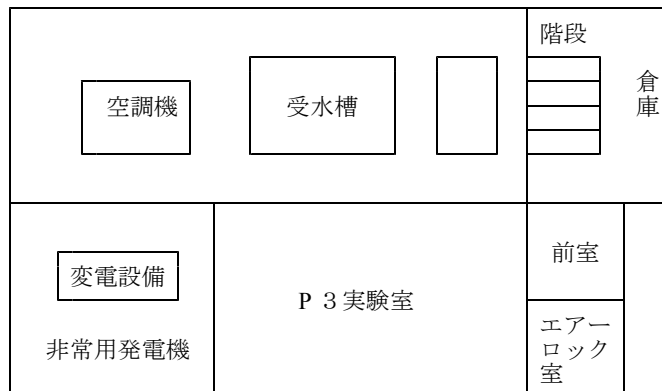 階段
倉
庫
空調機
受水槽
変電設備
非常用発電機
P 3実験室
前室
エアー
ロック
室